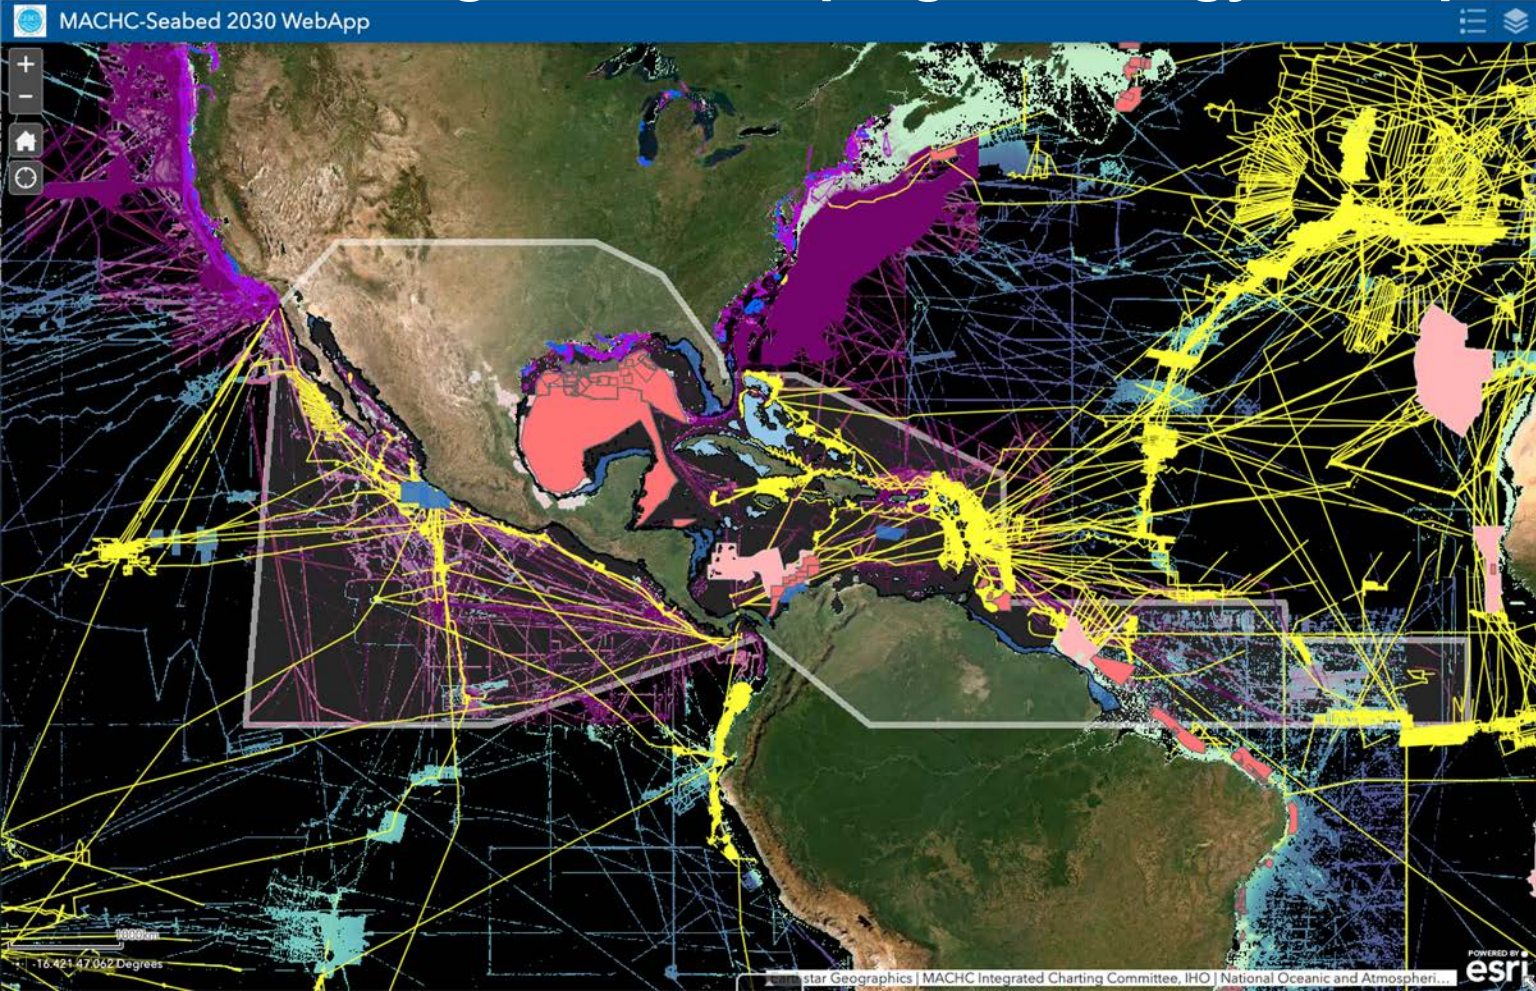 MACHC-Seabed 2030 WebApp
+
−
1000km
-16.421 47.062 Degrees
star Geographics | MACHC Integrated Charting Committee, IHO | National Oceanic and Atmospheri...
POWERED BY
esri